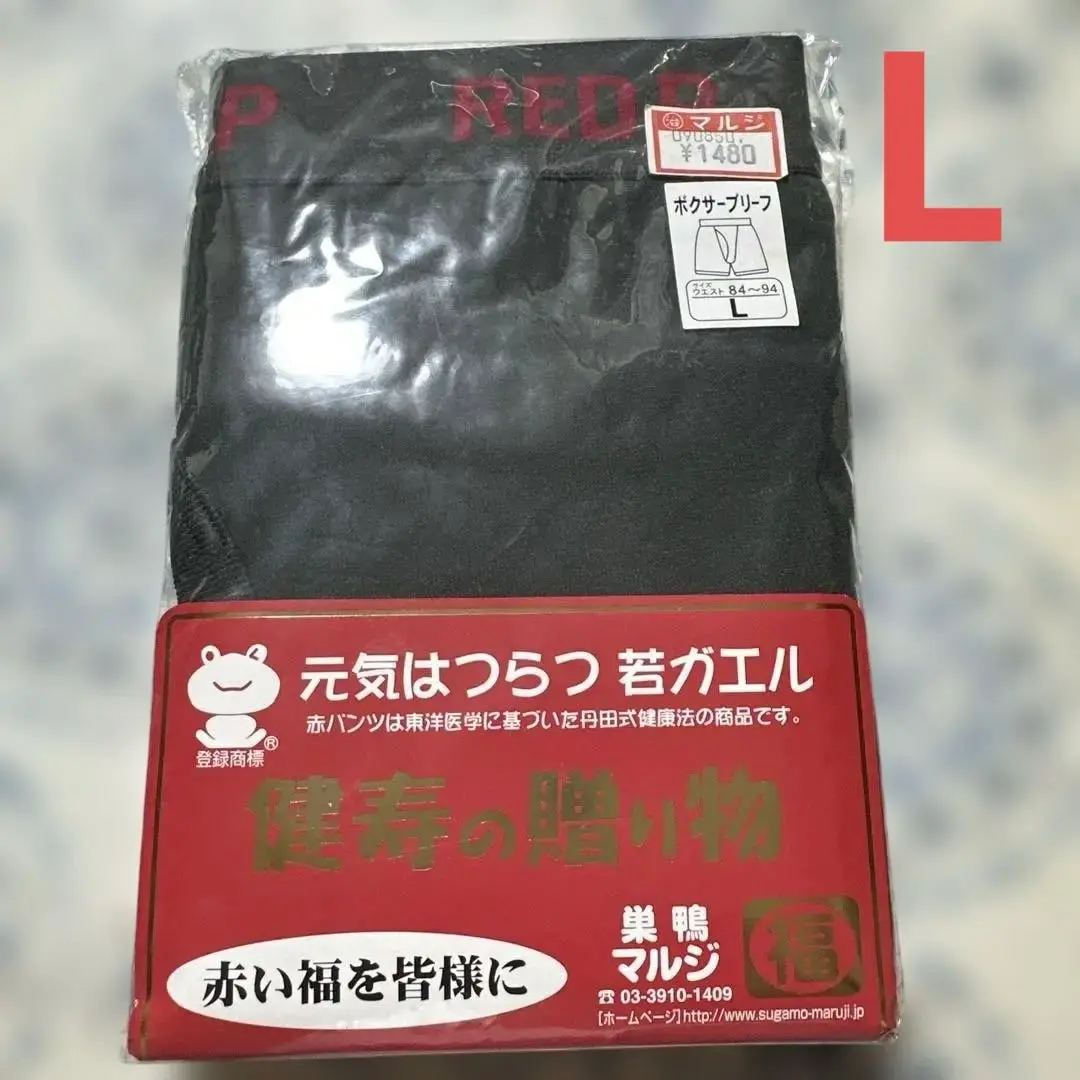 L
P RED P
マルジ
090850.
¥1480
ボクサーブリーフ
サイズ
ウエスト 84～94
L
元気はつらつ 若ガエル
赤パンツは東洋医学に基づいた丹田式健康法の商品です。
登録商標®
健寿の贈り物
巣鴨
マルジ
福
赤い福を皆様に
☎ 03-3910-1409
[ホームページ]http://www.sugamo-maruji.jp